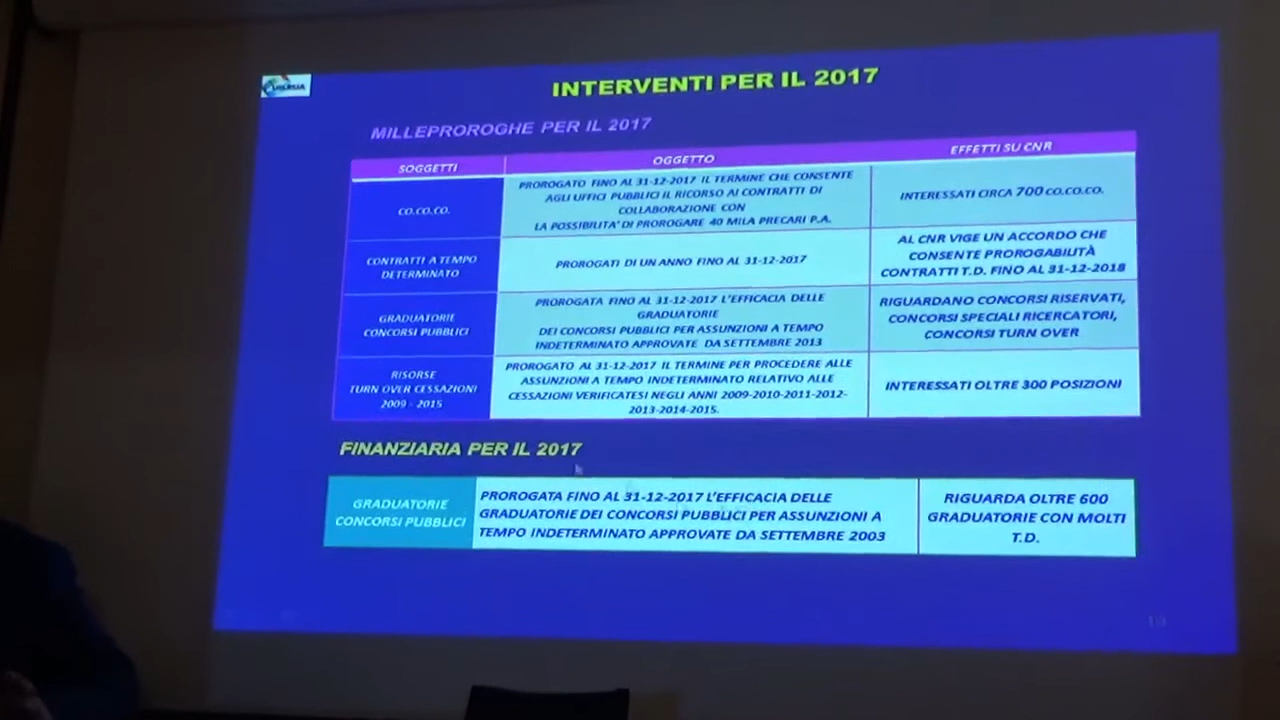 INTERVENTI PER IL 2017
MILLEPROROGHE PER IL 2017
SOGGETTI
OGGETTO
EFFETTI SU CNR
CO.CO.CO.
PROROGATO FINO AL 31-12-2017 IL TERMINE CHE CONSENTE
AGLI UFFICI PUBBLICI IL RICORSO AI CONTRATTI DI
COLLABORAZIONE CON
LA POSSIBILITA' DI PROROGARE 40 MILA PRECARI P.A.
INTERESSATI CIRCA 700 CO.CO.CO.
CONTRATTI A TEMPO
DETERMINATO
PROROGATI DI UN ANNO FINO AL 31-12-2017
AL CNR VIGE UN ACCORDO CHE
CONSENTE PROROGABILITÀ
CONTRATTI T.D. FINO AL 31-12-2018
GRADUATORIE
CONCORSI PUBBLICI
PROROGATA FINO AL 31-12-2017 L'EFFICACIA DELLE
GRADUATORIE
DEI CONCORSI PUBBLICI PER ASSUNZIONI A TEMPO
INDETERMINATO APPROVATE DA SETTEMBRE 2013
RIGUARDANO CONCORSI RISERVATI,
CONCORSI SPECIALI RICERCATORI,
CONCORSI TURN OVER
RISORSE
TURN OVER CESSAZIONI
2009 - 2015
PROROGATO AL 31-12-2017 IL TERMINE PER PROCEDERE ALLE
ASSUNZIONI A TEMPO INDETERMINATO RELATIVO ALLE
CESSAZIONI VERIFICATESI NEGLI ANNI 2009-2010-2011-2012-
2013-2014-2015.
INTERESSATI OLTRE 300 POSIZIONI
FINANZIARIA PER IL 2017
GRADUATORIE
CONCORSI PUBBLICI
PROROGATA FINO AL 31-12-2017 L'EFFICACIA DELLE
GRADUATORIE DEI CONCORSI PUBBLICI PER ASSUNZIONI A
TEMPO INDETERMINATO APPROVATE DA SETTEMBRE 2003
RIGUARDA OLTRE 600
GRADUATORIE CON MOLTI
T.D.